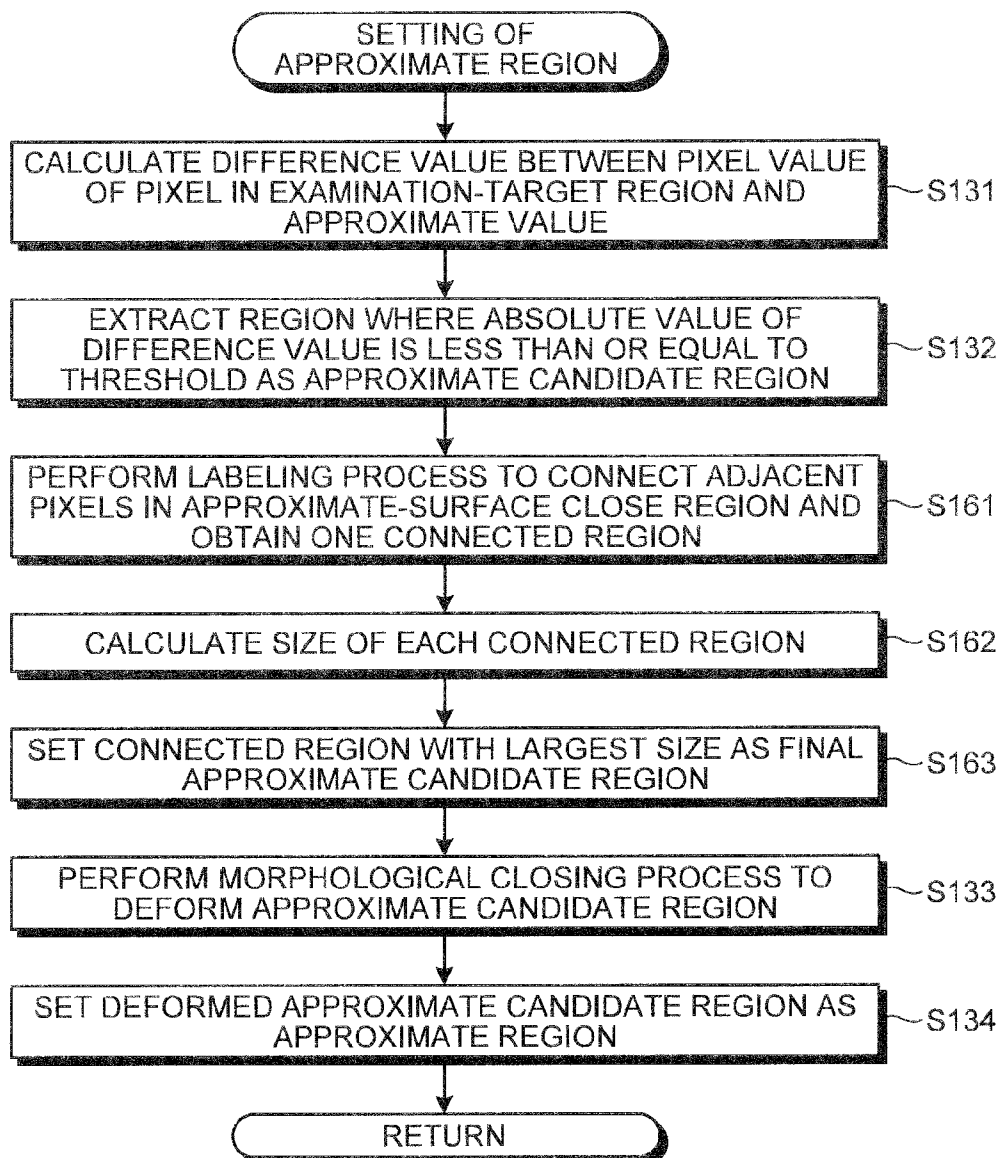 SETTING OF
APPROXIMATE REGION
CALCULATE DIFFERENCE VALUE BETWEEN PIXEL VALUE
OF PIXEL IN EXAMINATION-TARGET REGION AND
APPROXIMATE VALUE
S131
EXTRACT REGION WHERE ABSOLUTE VALUE OF
DIFFERENCE VALUE IS LESS THAN OR EQUAL TO
THRESHOLD AS APPROXIMATE CANDIDATE REGION
S132
PERFORM LABELING PROCESS TO CONNECT ADJACENT
PIXELS IN APPROXIMATE-SURFACE CLOSE REGION AND
OBTAIN ONE CONNECTED REGION
S161
CALCULATE SIZE OF EACH CONNECTED REGION
S162
SET CONNECTED REGION WITH LARGEST SIZE AS FINAL
APPROXIMATE CANDIDATE REGION
S163
PERFORM MORPHOLOGICAL CLOSING PROCESS TO
DEFORM APPROXIMATE CANDIDATE REGION
S133
SET DEFORMED APPROXIMATE CANDIDATE REGION AS
APPROXIMATE REGION
S134
RETURN